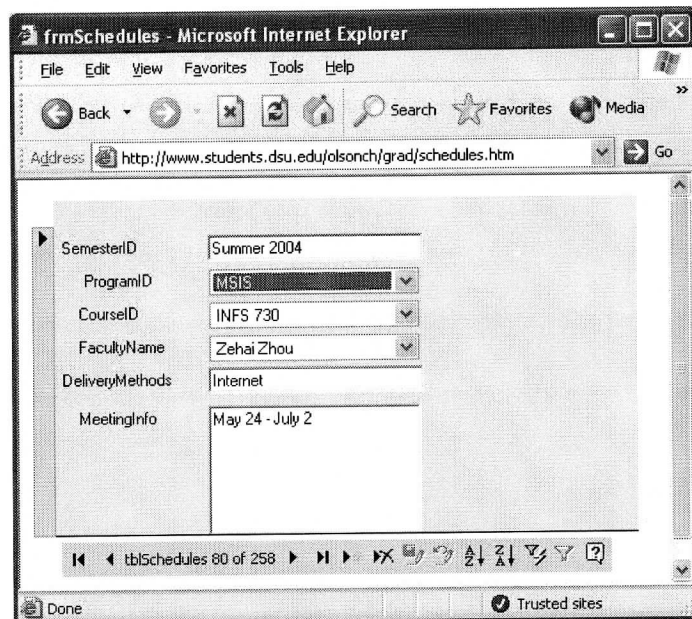 frmSchedules - Microsoft Internet Explorer
File Edit View Favorites Tools Help
Back Search Favorites Media »
Address http://www.students.dsu.edu/olsonch/grad/schedules.htm Go
SemesterID Summer 2004
ProgramID MSIS
CourseID INFS 730
FacultyName Zehai Zhou
DeliveryMethods Internet
MeetingInfo May 24 - July 2
tblSchedules 80 of 258
Done Trusted sites